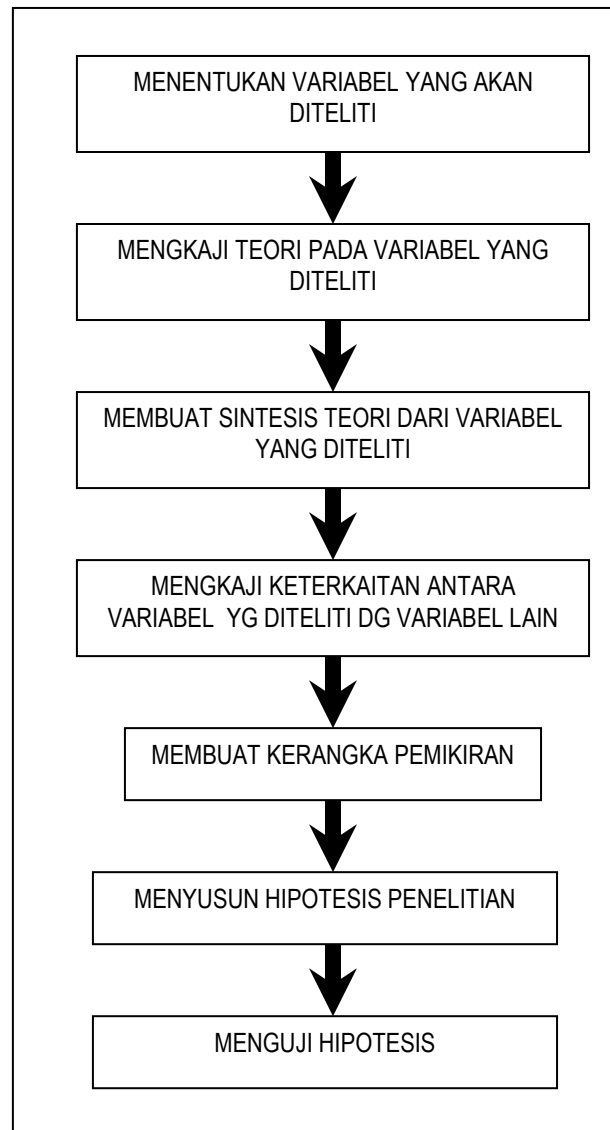 MENENTUKAN VARIABEL YANG AKAN
DITELITI
MENGKAJI TEORI PADA VARIABEL YANG
DITELITI
MEMBUAT SINTESIS TEORI DARI VARIABEL
YANG DITELITI
MENGKAJI KETERKAITAN ANTARA
VARIABEL YG DITELITI DG VARIABEL LAIN
MEMBUAT KERANGKA PEMIKIRAN
MENYUSUN HIPOTESIS PENELITIAN
MENGUJI HIPOTESIS